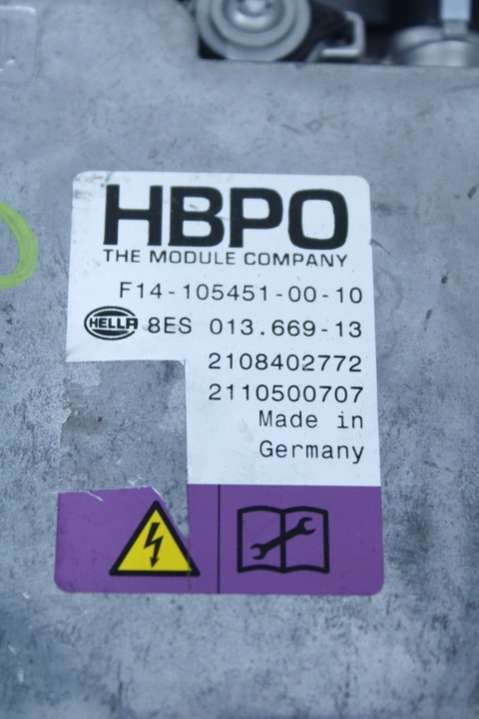 HBPO
THE MODULE COMPANY
F14-105451-00-10
HELLA 8ES 013.669-13
2108402772
2110500707
Made in
Germany